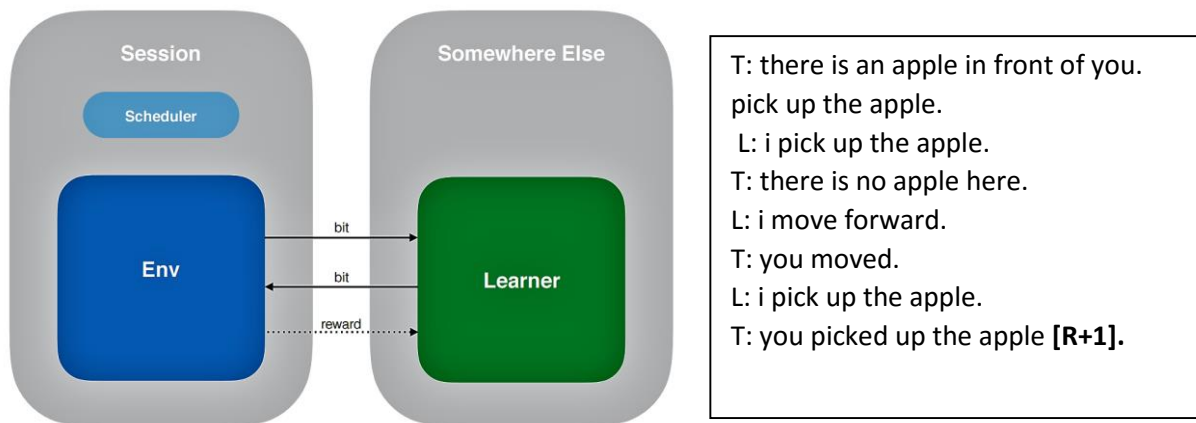 Session
Scheduler
Env
bit
bit
reward
Somewhere Else
Learner
T: there is an apple in front of you.
pick up the apple.
L: i pick up the apple.
T: there is no apple here.
L: i move forward.
T: you moved.
L: i pick up the apple.
T: you picked up the apple [R+1].